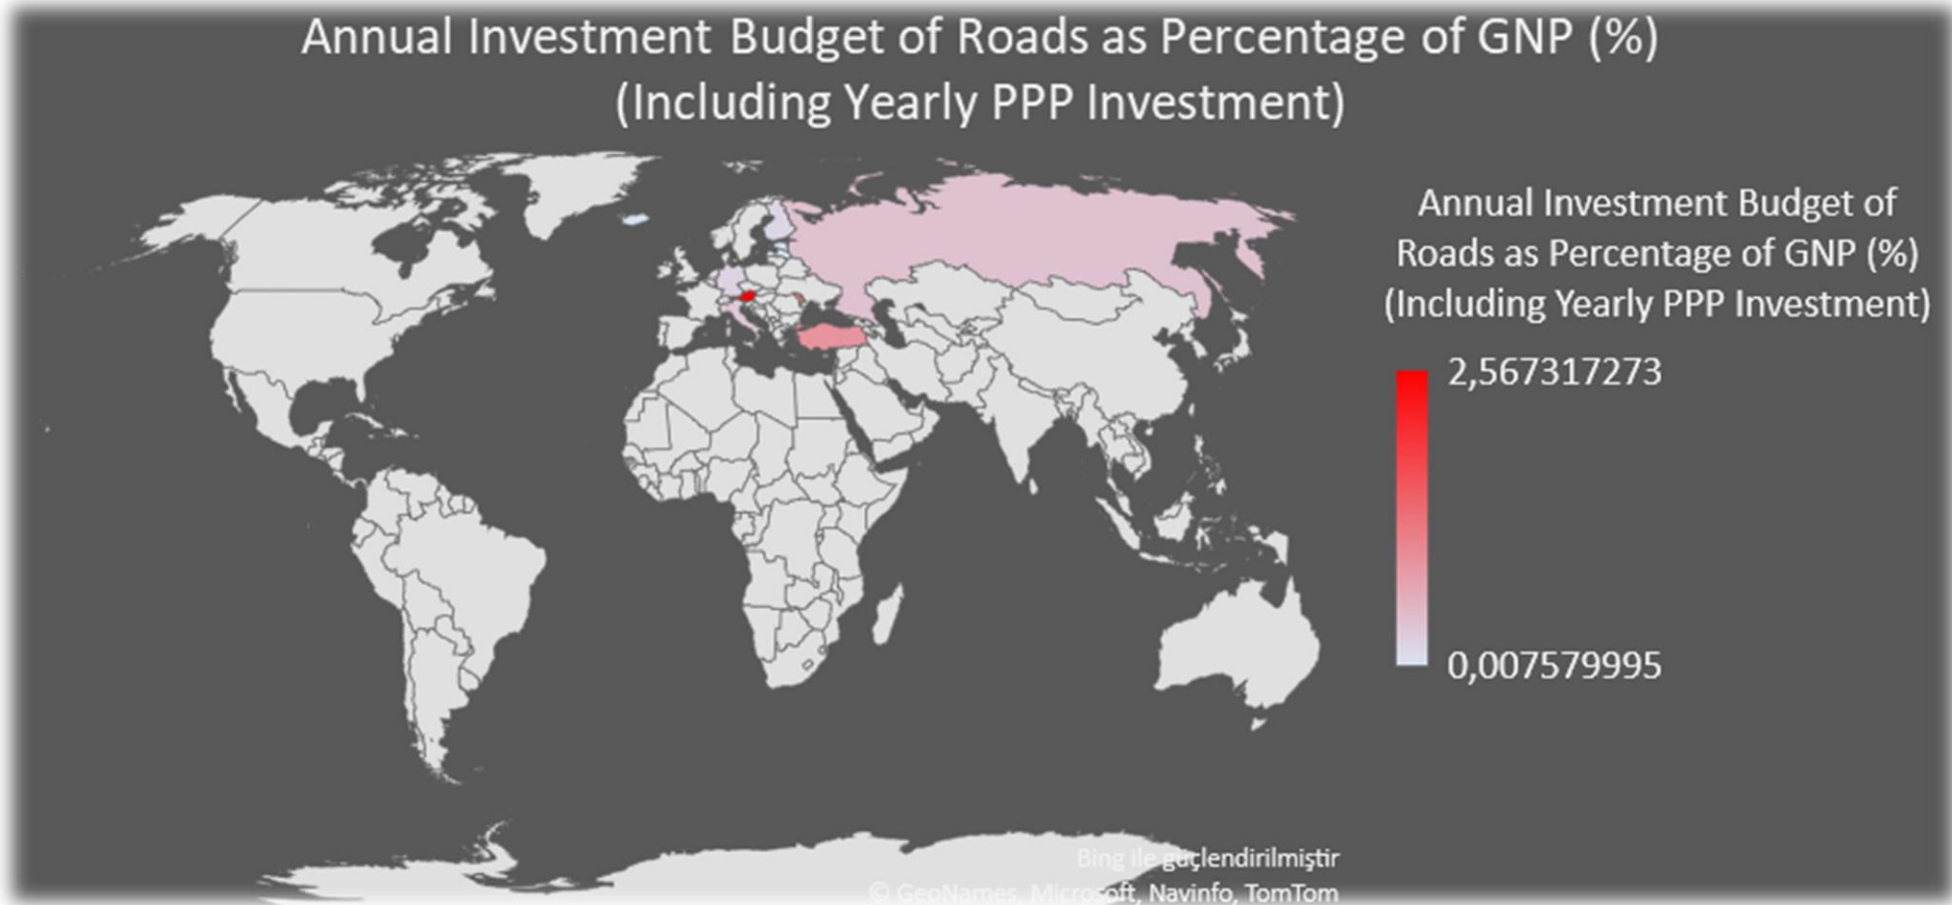 Annual Investment Budget of Roads as Percentage of GNP (%)
(Including Yearly PPP Investment)
Annual Investment Budget of
Roads as Percentage of GNP (%)
(Including Yearly PPP Investment)
2,567317273
0,007579995
Bing ile güçlendirilmiştir
© GeoNames, Microsoft, Navinfo, TomTom